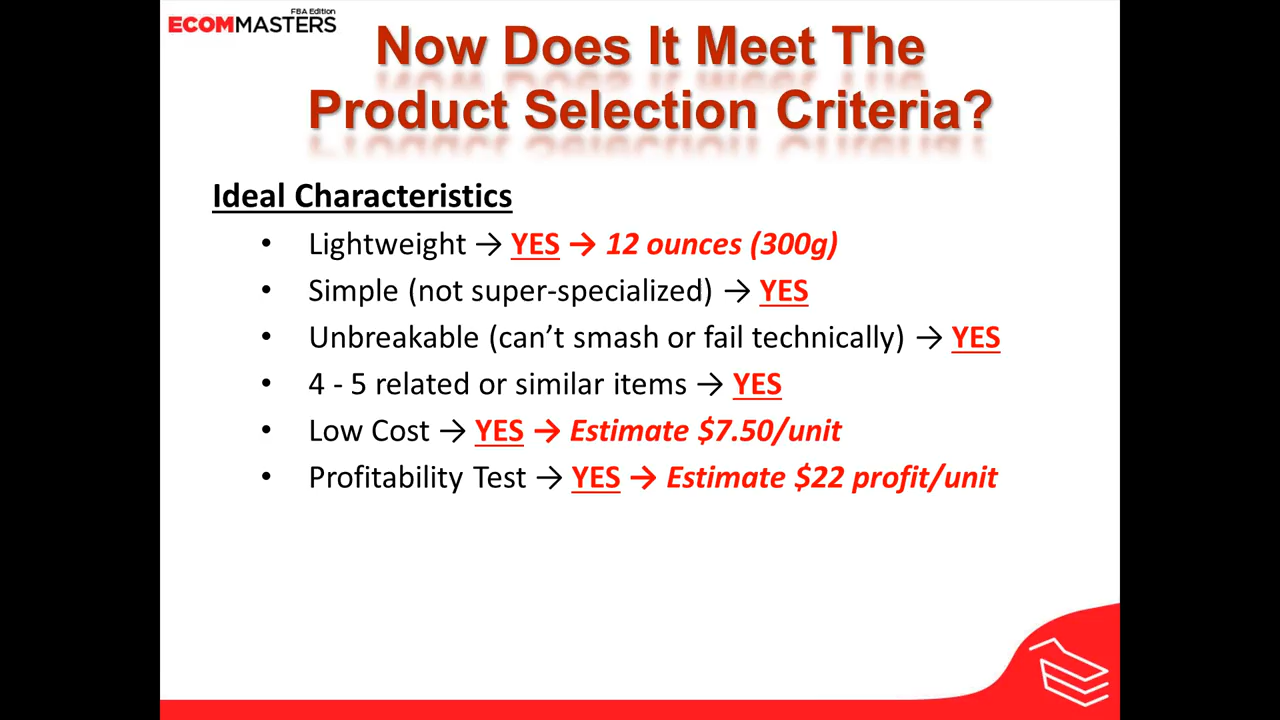 FBA Edition
ECOMMASTERS
Now Does It Meet The
Product Selection Criteria?
Ideal Characteristics
• Lightweight → YES → 12 ounces (300g)
• Simple (not super-specialized) → YES
• Unbreakable (can’t smash or fail technically) → YES
• 4 - 5 related or similar items → YES
• Low Cost → YES → Estimate $7.50/unit
• Profitability Test → YES → Estimate $22 profit/unit